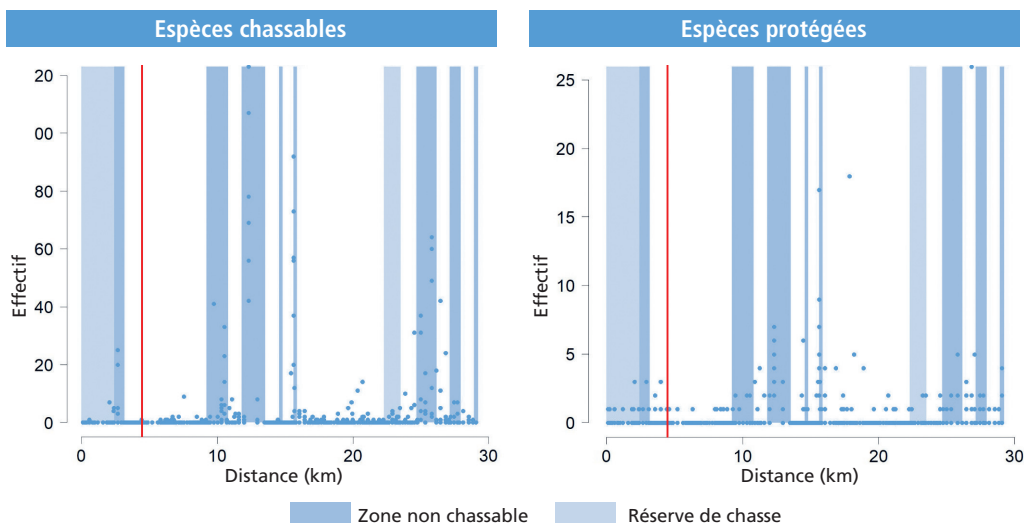 Espèces chassables
20
00
80
60
40
20
0
Effectif
0 10 20 30
Distance (km)
Espèces protégées
25
20
15
10
5
0
Effectif
0 10 20 30
Distance (km)
Zone non chassable
Réserve de chasse